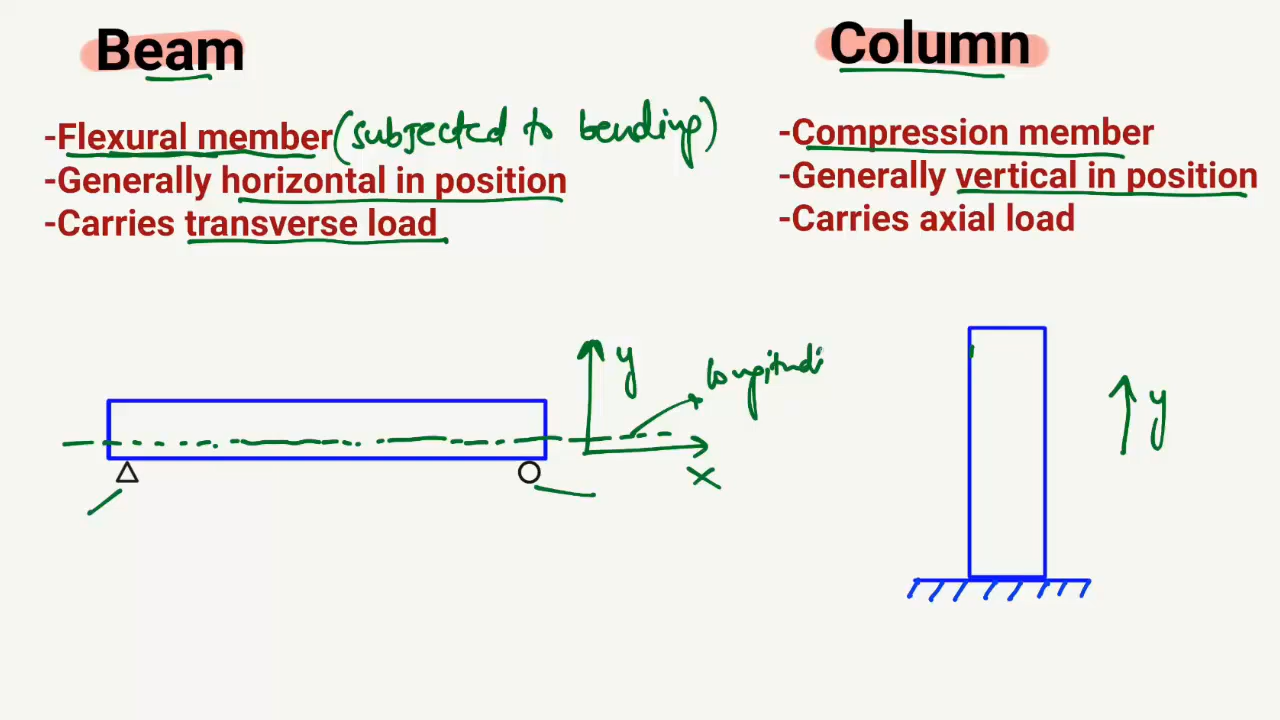 Beam
-Flexural member (subjected to bending)
-Generally horizontal in position
-Carries transverse load
Column
-Compression member
-Generally vertical in position
-Carries axial load
y
longitudi
x
y